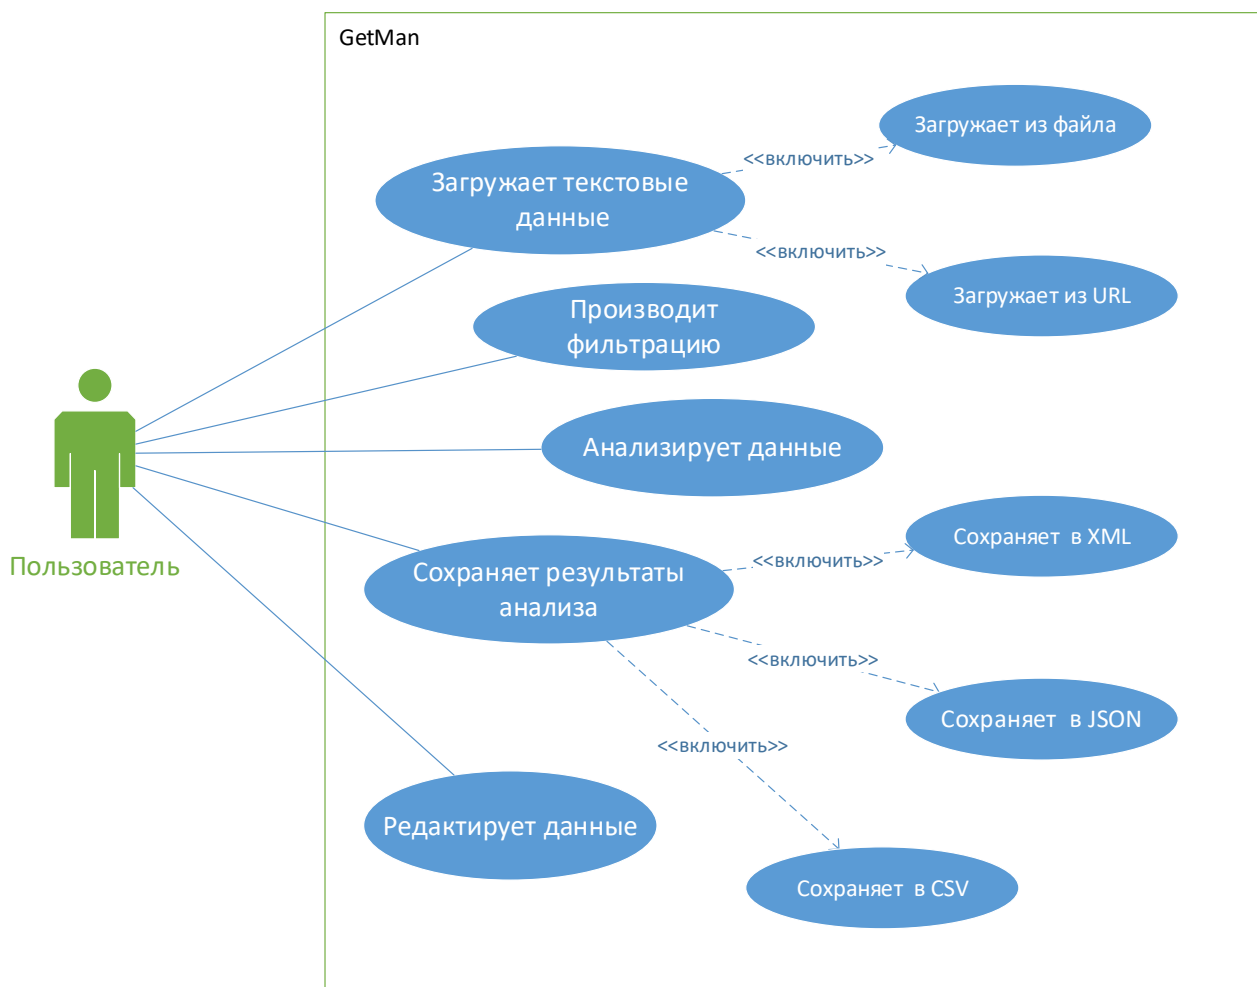 GetMan
Загружает из файла
<<включить>>
Загружает текстовые
данные
<<включить>>
Загружает из URL
Производит
фильтрацию
Анализирует данные
Сохраняет в XML
<<включить>>
Пользователь
Сохраняет результаты
анализа
<<включить>>
Сохраняет в JSON
<<включить>>
Редактирует данные
Сохраняет в CSV